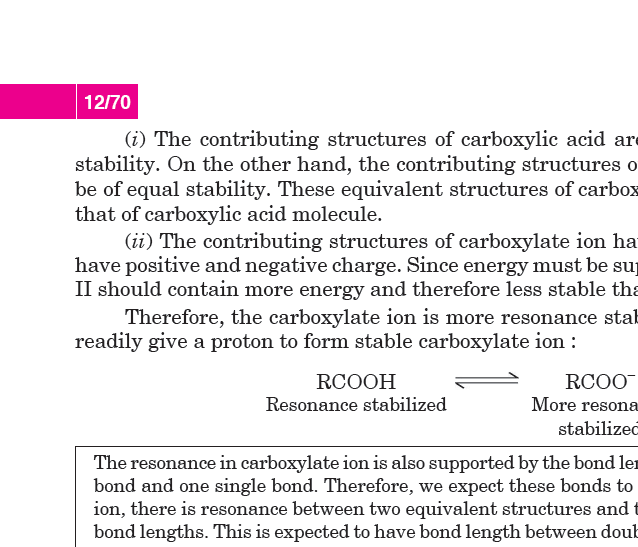 12/70
(i) The contributing structures of carboxylic acid are
stability. On the other hand, the contributing structures o
be of equal stability. These equivalent structures of carbox
that of carboxylic acid molecule.
(ii) The contributing structures of carboxylate ion hav
have positive and negative charge. Since energy must be sup
II should contain more energy and therefore less stable tha
Therefore, the carboxylate ion is more resonance stab
readily give a proton to form stable carboxylate ion :
RCOOH ⇌ RCOO⁻
Resonance stabilized More resona
stabilized
The resonance in carboxylate ion is also supported by the bond len
bond and one single bond. Therefore, we expect these bonds to
ion, there is resonance between two equivalent structures and t
bond lengths. This is expected to have bond length between doub